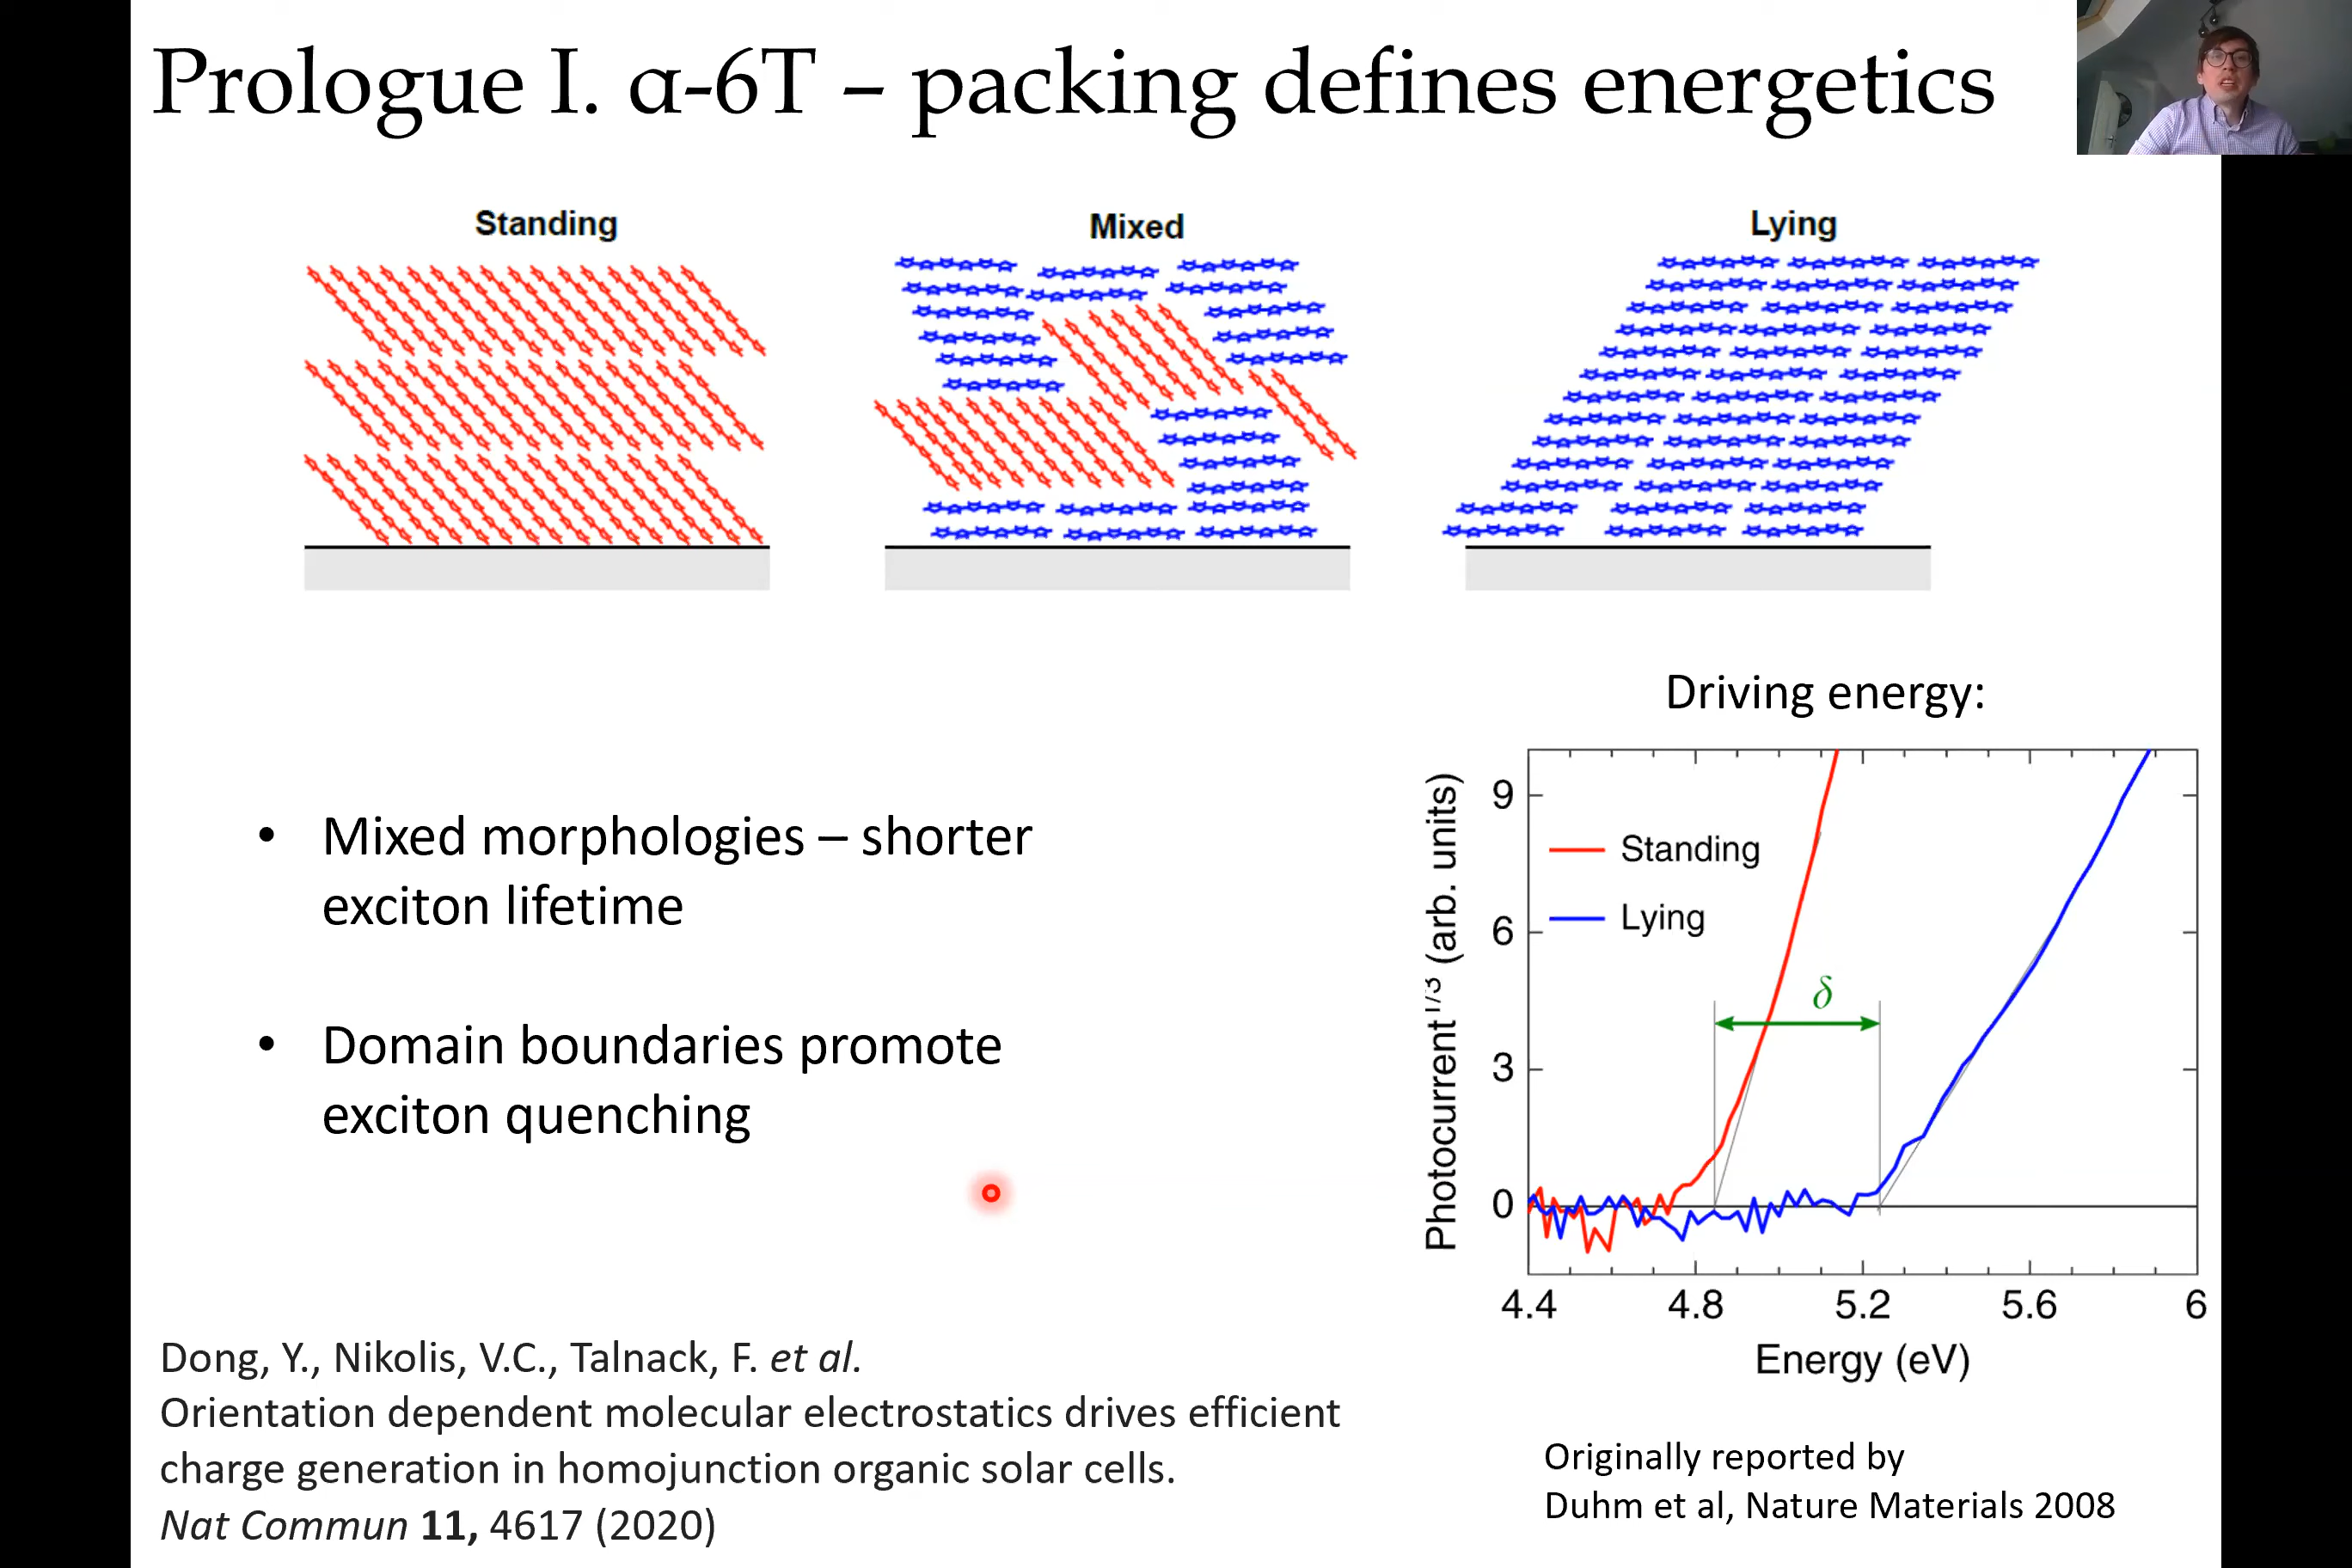 Prologue I. α-6T – packing defines energetics
Standing
Mixed
Lying
Mixed morphologies – shorter
exciton lifetime
Domain boundaries promote
exciton quenching
Driving energy:
Photocurrent^1/3 (arb. units)
9
6
3
0
Standing
Lying
δ
4.4 4.8 5.2 5.6 6
Energy (eV)
Dong, Y., Nikolis, V.C., Talnack, F. et al.
Orientation dependent molecular electrostatics drives efficient
charge generation in homojunction organic solar cells.
Nat Commun 11, 4617 (2020)
Originally reported by
Duhm et al, Nature Materials 2008